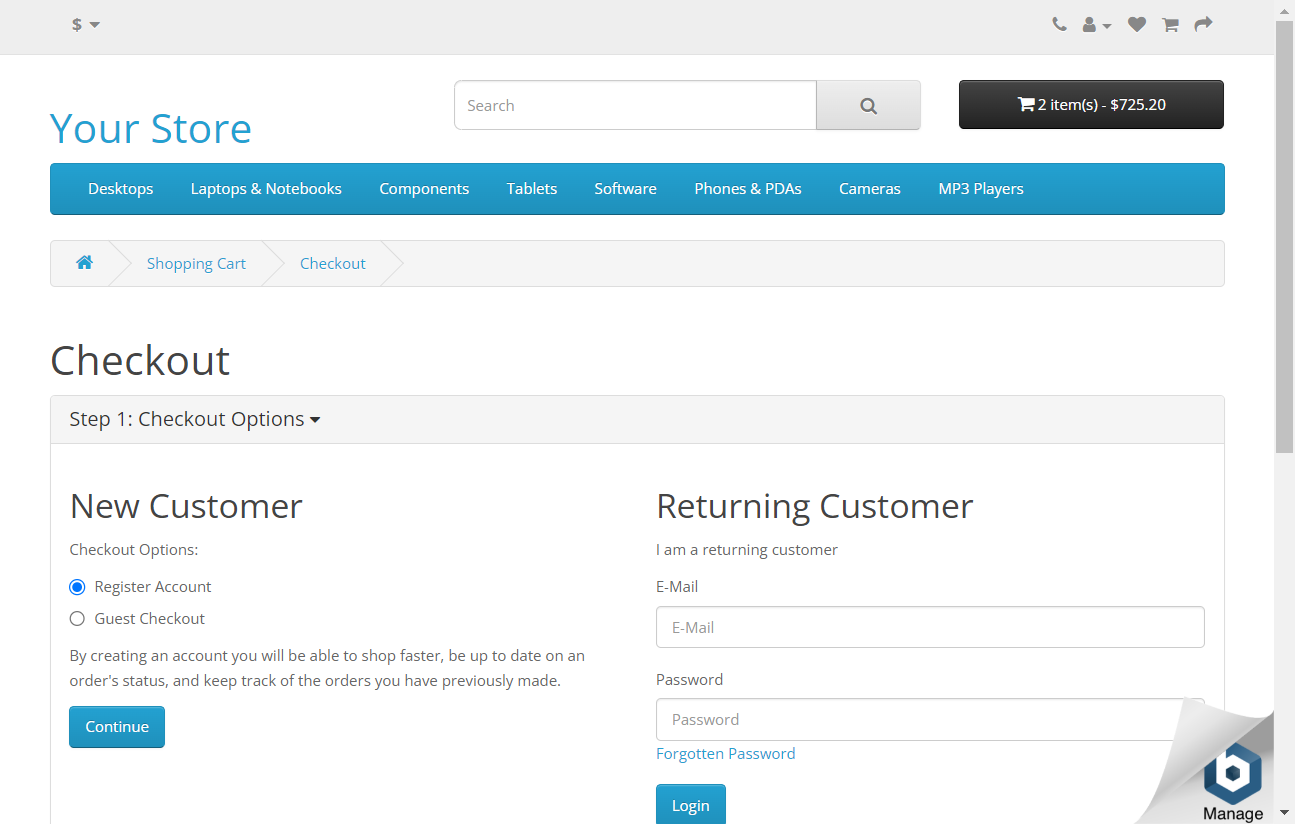 $
Search
2 item(s) - $725.20
Your Store
Desktops Laptops & Notebooks Components Tablets Software Phones & PDAs Cameras MP3 Players
Shopping Cart Checkout
Checkout
Step 1: Checkout Options
New Customer
Checkout Options:
Register Account
Guest Checkout
By creating an account you will be able to shop faster, be up to date on an
order's status, and keep track of the orders you have previously made.
Continue
Returning Customer
I am a returning customer
E-Mail
E-Mail
Password
Password
Forgotten Password
Login
Manage